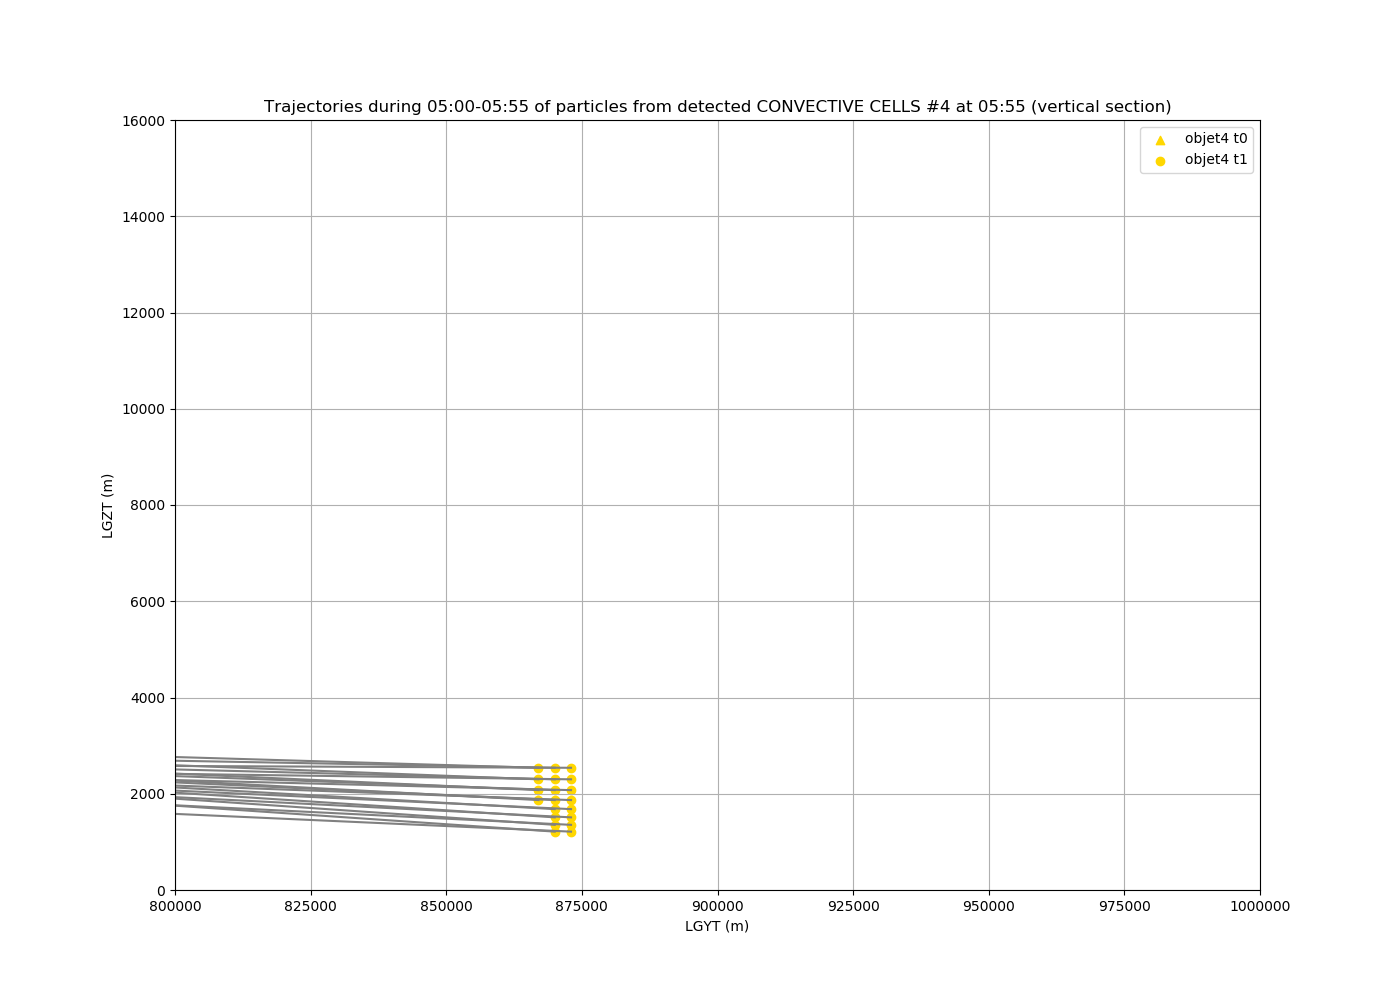 Trajectories during 05:00-05:55 of particles from detected CONVECTIVE CELLS #4 at 05:55 (vertical section)
objet4 t0
objet4 t1
16000
14000
12000
10000
8000
6000
4000
2000
0
LGZT (m)
800000 825000 850000 875000 900000 925000 950000 975000 1000000
LGYT (m)